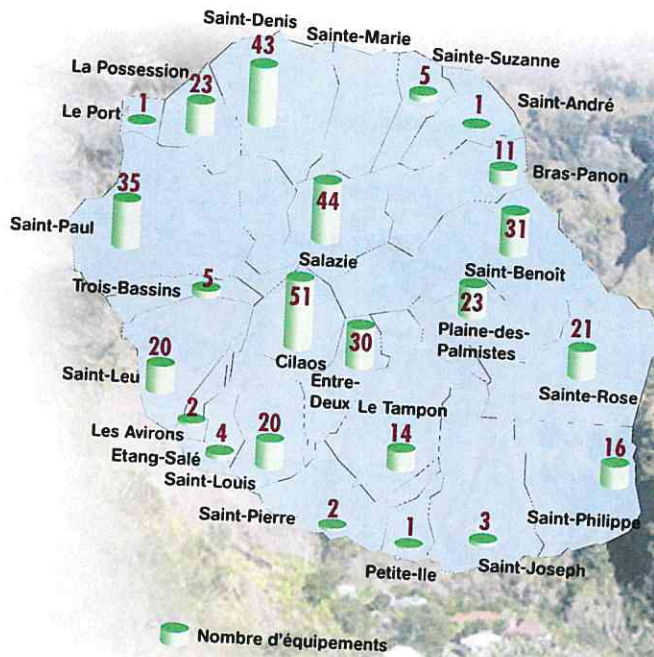 Saint-Denis
43
Sainte-Marie
Sainte-Suzanne
5
La Possession
23
Saint-André
1
Le Port
1
11
Bras-Panon
35
Saint-Paul
44
Salazie
31
Saint-Benoît
Trois-Bassins
5
51
Cilaos
23
Plaine-des-
Palmistes
30
Entre-
Deux
21
Sainte-Rose
20
Saint-Leu
Le Tampon
14
2
Les Avirons
4
Etang-Salé
20
Saint-Louis
16
Saint-Philippe
2
Saint-Pierre
1
Petite-Ile
3
Saint-Joseph
Nombre d'équipements